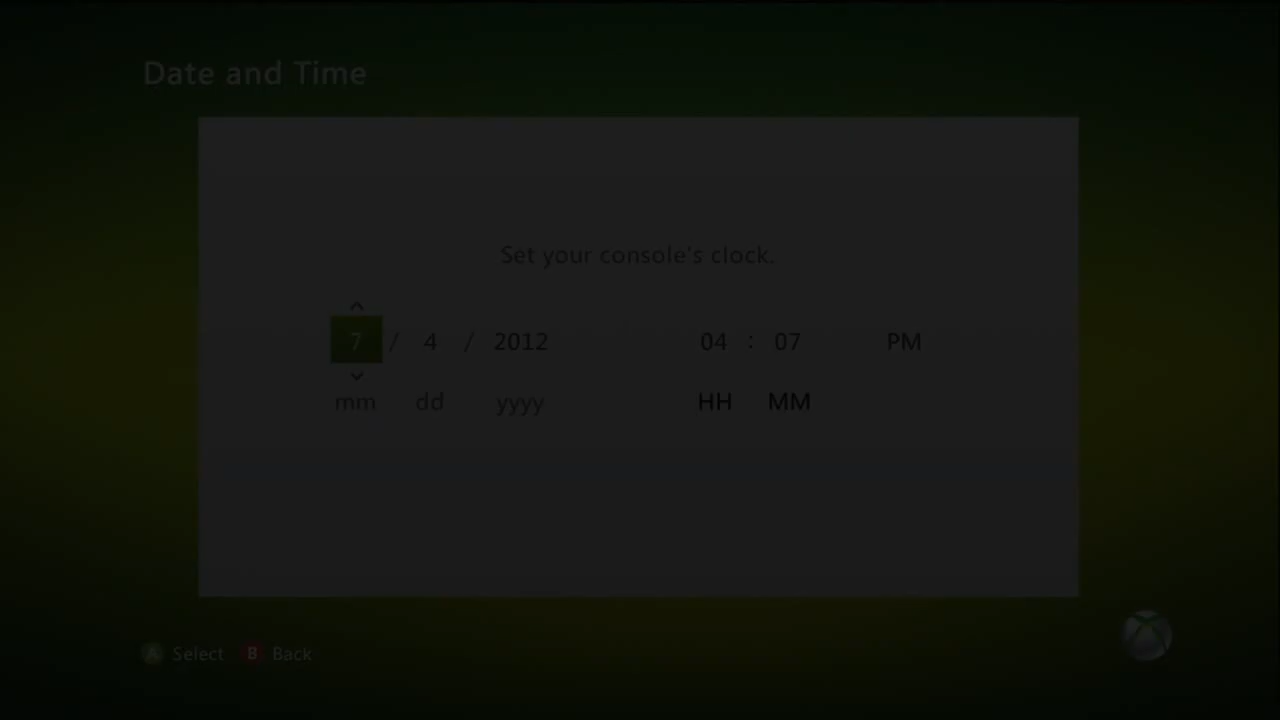 Date and Time
Set your console's clock.
7 / 4 / 2012 04 : 07 PM
mm dd yyyy HH MM
A Select B Back